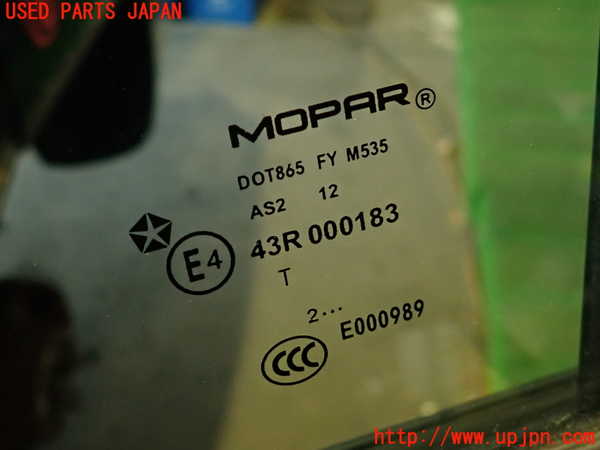 USED PARTS JAPAN
MOPAR®
DOT865 FY M535
AS2 12
E4 43R 000183
T
2•••
CCC E000989
http://www.upjpn.com/